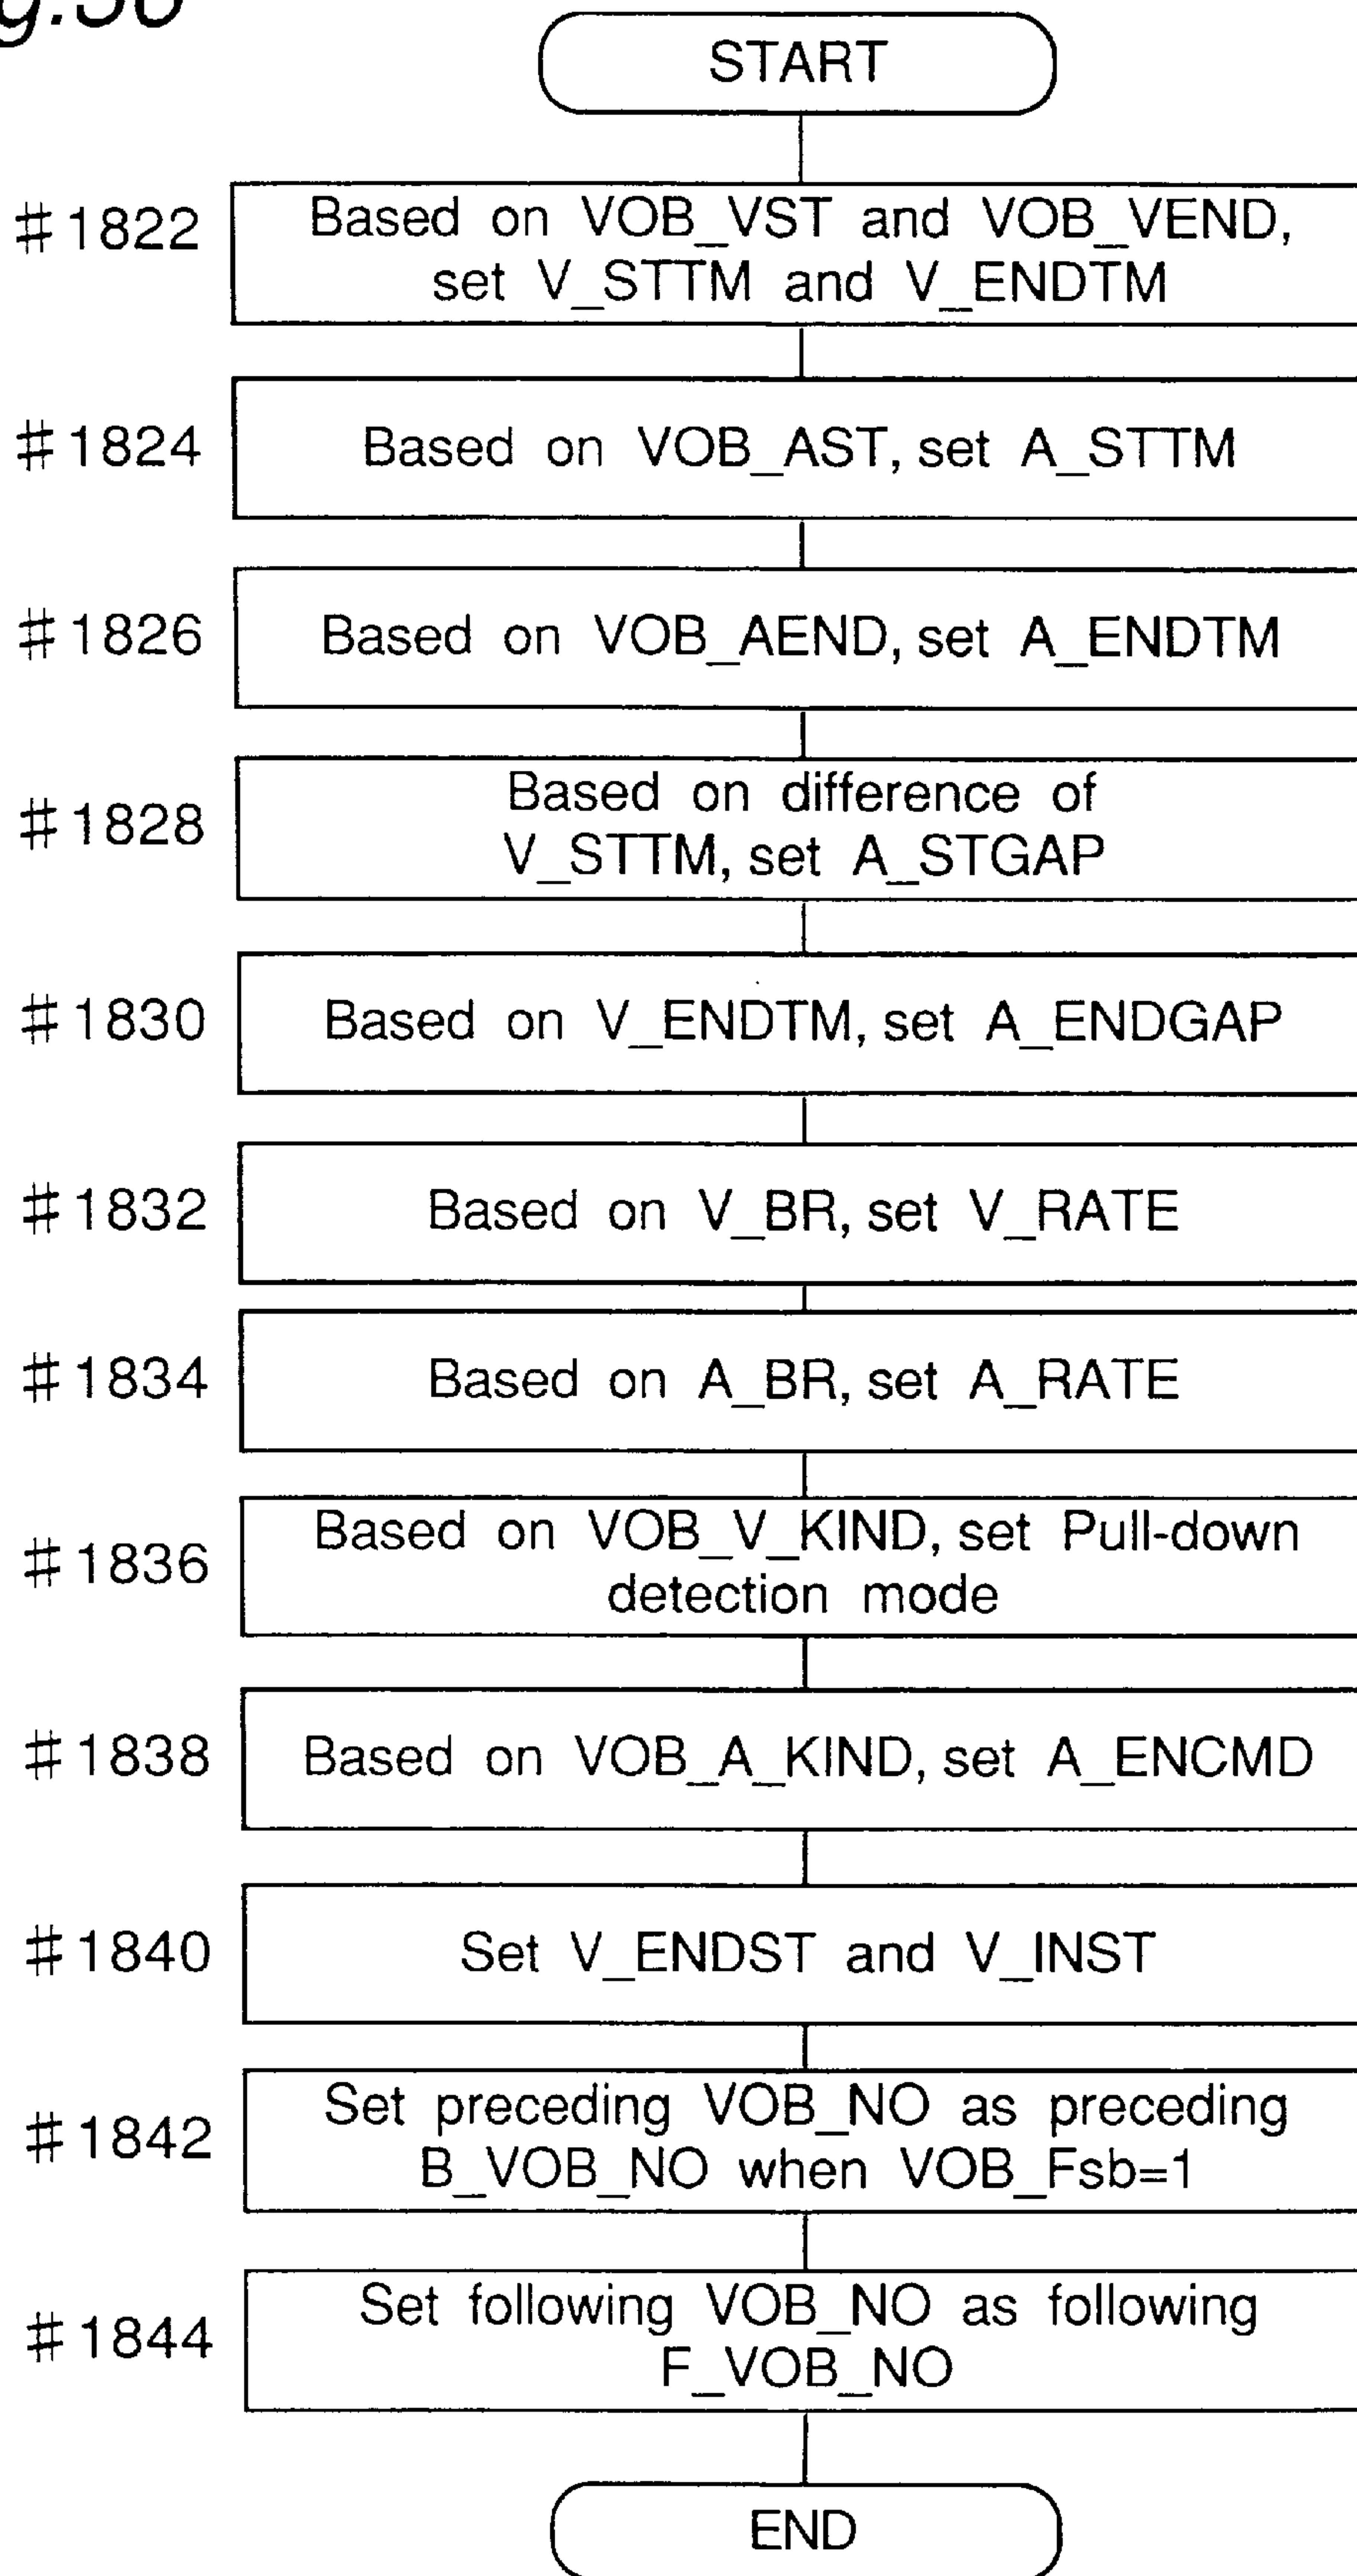 START
#1822
Based on VOB_VST and VOB_VEND,
set V_STTM and V_ENDTM
#1824
Based on VOB_AST, set A_STTM
#1826
Based on VOB_AEND, set A_ENDTM
#1828
Based on difference of
V_STTM, set A_STGAP
#1830
Based on V_ENDTM, set A_ENDGAP
#1832
Based on V_BR, set V_RATE
#1834
Based on A_BR, set A_RATE
#1836
Based on VOB_V_KIND, set Pull-down
detection mode
#1838
Based on VOB_A_KIND, set A_ENCMD
#1840
Set V_ENDST and V_INST
#1842
Set preceding VOB_NO as preceding
B_VOB_NO when VOB_Fsb=1
#1844
Set following VOB_NO as following
F_VOB_NO
END